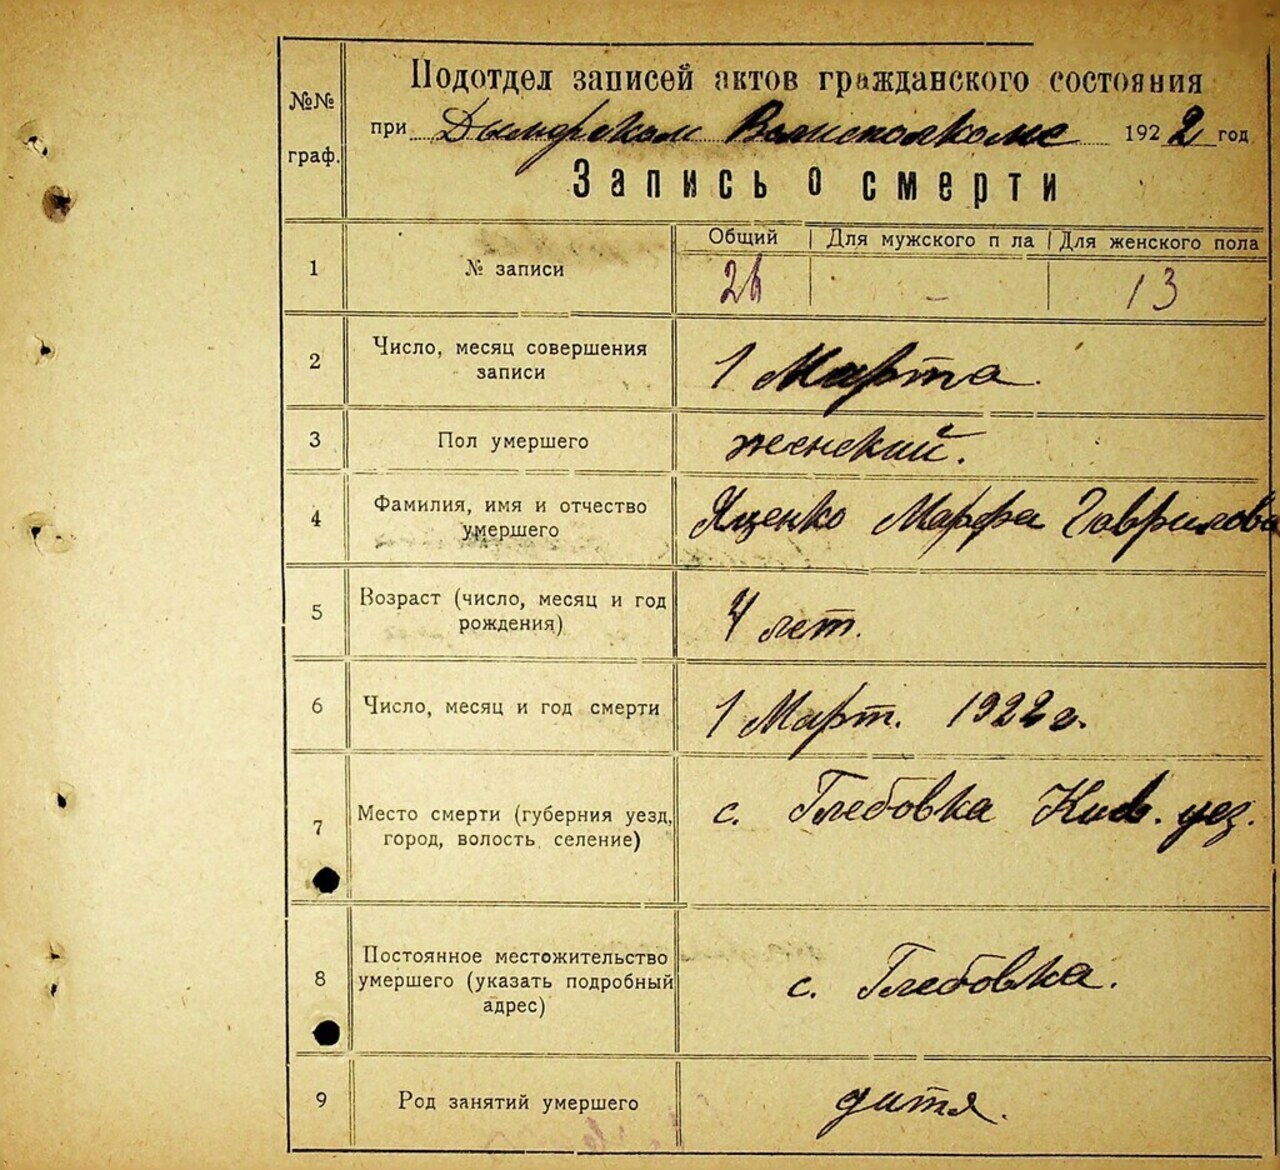 №№ граф.
Подотдел записей актов гражданского состояния
при Дымерском Волисполкоме 1922 год
Запись о смерти
Общий | Для мужского п ла | Для женского пола
1 № записи 26 – 13
2 Число, месяц совершения
записи
1 Марта
3 Пол умершего женский.
4 Фамилия, имя и отчество
умершего
Яценко Марфа Гаврилова
5 Возраст (число, месяц и год
рождения)
4 лет.
6 Число, месяц и год смерти 1 Март. 1922 г.
7 Место смерти (губерния уезд,
город, волость селение)
с. Глебовка Киев. уез.
8 Постоянное местожительство
умершего (указать подробный
адрес)
с. Глебовка.
9 Род занятий умершего дитя.